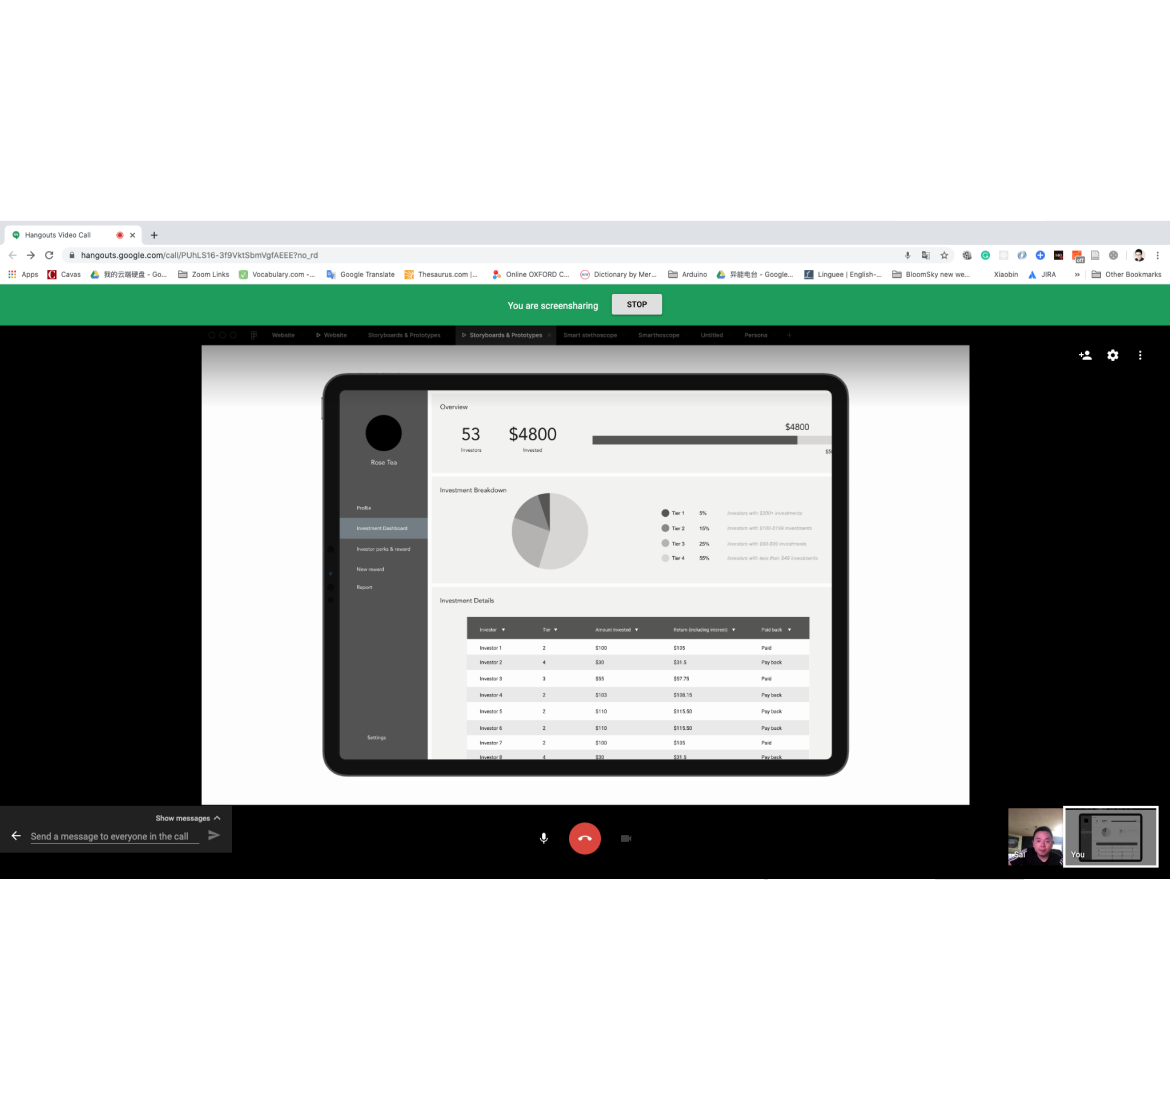 Hangouts Video Call
hangouts.google.com/call/PUhLS16-3f9VktSbmVgfAEEE?no_rd
Apps Cavas 我的云端硬盘 - Go... Zoom Links Vocabulary.com -... Google Translate Thesaurus.com |... Online OXFORD C... Dictionary by Mer... Arduino 异能电台 - Google... Linguee | English-... BloomSky new we... Xiaobin JIRA » Other Bookmarks
You are screensharing STOP
Website Website Storyboards & Prototypes Storyboards & Prototypes Smart stethoscope Smartheoscope Untitled Persona
Rose Tea
Profile
Investment Dashboard
Investor perks & reward
New reward
Report
Settings
Overview
53 $4800
Investors Invested
$4800
Investment Breakdown
Tier 1 5% Investors with $200+ investments
Tier 2 15% Investors with $100-$199 investments
Tier 3 25% Investors with $50-$99 investments
Tier 4 55% Investors with less than $49 investments
Investment Details
Investor Tier Amount Invested Return (including interest) Paid back
Investor 1 2 $100 $105 Paid
Investor 2 4 $30 $31.5 Pay back
Investor 3 3 $55 $57.75 Paid
Investor 4 2 $103 $108.15 Pay back
Investor 5 2 $110 $115.50 Pay back
Investor 6 2 $110 $115.50 Pay back
Investor 7 2 $100 $105 Paid
Investor 8 4 $30 $31.5 Pay back
Show messages
Send a message to everyone in the call
Sai
You